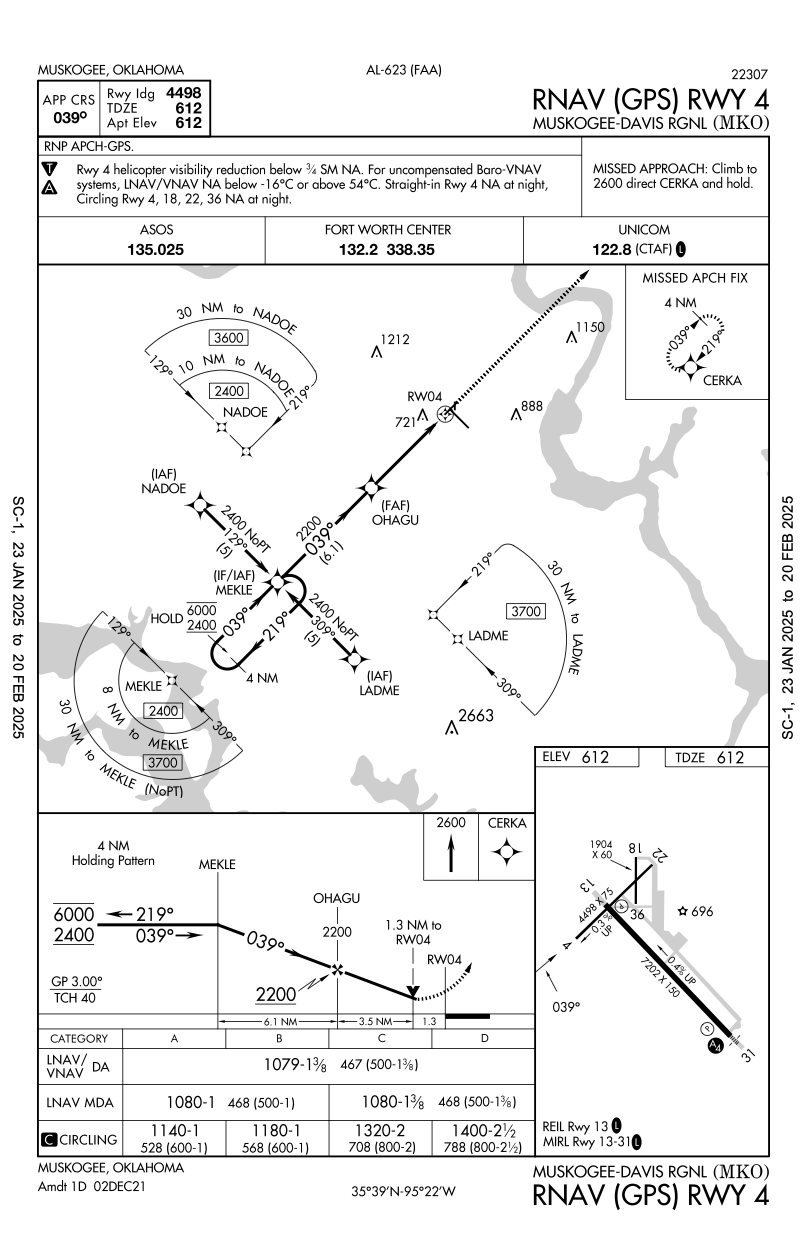 MUSKOGEE, OKLAHOMA
AL-623 (FAA)
22307
APP CRS
039°
Rwy ldg 4498
TDZE 612
Apt Elev 612
RNAV (GPS) RWY 4
MUSKOGEE-DAVIS RGNL (MKO)
RNP APCH-GPS.
T
A
Rwy 4 helicopter visibility reduction below ¾ SM NA. For uncompensated Baro-VNAV
systems, LNAV/VNAV NA below -16°C or above 54°C. Straight-in Rwy 4 NA at night,
Circling Rwy 4, 18, 22, 36 NA at night.
MISSED APPROACH: Climb to
2600 direct CERKA and hold.
ASOS
135.025
FORT WORTH CENTER
132.2 338.35
UNICOM
122.8 (CTAF) L
MISSED APCH FIX
4 NM
039°
219°
CERKA
30 NM to NADOE
3600
10 NM to NADOE
2400
129°
219°
NADOE
1212
1150
RW04
721
888
(IAF)
NADOE
2400 NoPT
129°
(5)
(FAF)
OHAGU
2200
039°
(6.1)
(IF/IAF)
MEKLE
HOLD
6000
2400
039°
219°
4 NM
2400 NoPT
309°
(5)
(IAF)
LADME
219°
30 NM to LADME
3700
LADME
309°
129°
MEKLE
2400
8 NM to MEKLE
3700
30 NM to MEKLE (NoPT)
309°
2663
SC-1, 23 JAN 2025 to 20 FEB 2025
SC-1, 23 JAN 2025 to 20 FEB 2025
ELEV 612
TDZE 612
1904
X 60
18
22
13
4498 X 75
P
36
696
0.3%
UP
4
0.4% UP
7202 X 150
039°
P
A4
31
REIL Rwy 13 L
MIRL Rwy 13-31 L
2600
CERKA
4 NM
Holding Pattern
MEKLE
6000
2400
219°
039°
039°
OHAGU
2200
2200
1.3 NM to
RW04
RW04
GP 3.00°
TCH 40
6.1 NM
3.5 NM
1.3
CATEGORY A B C D
LNAV/
VNAV DA 1079-1⅜ 467 (500-1⅜)
LNAV MDA 1080-1 468 (500-1) 1080-1⅜ 468 (500-1⅜)
C CIRCLING 1140-1 1180-1 1320-2 1400-2½
528 (600-1) 568 (600-1) 708 (800-2) 788 (800-2½)
MUSKOGEE, OKLAHOMA
Amdt 1D 02DEC21
35°39'N-95°22'W
MUSKOGEE-DAVIS RGNL (MKO)
RNAV (GPS) RWY 4